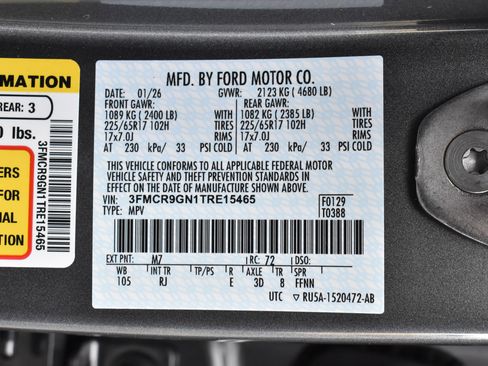 RMATION
REAR: 3
0 lbs.
ERS
FOR
NAL
TION
3FMCR9GN1TRE15465
MFD. BY FORD MOTOR CO.
DATE: 01/26 GVWR: 2123 KG ( 4680 LB)
FRONT GAWR: REAR GAWR:
1089 KG ( 2400 LB) WITH 1082 KG ( 2385 LB) WITH
225/65R17 102H TIRES 225/65R17 102H TIRES
17x7.0J RIMS 17x7.0J RIMS
AT 230 kPa/ 33 PSI COLD AT 230 kPa/ 33 PSI COLD
THIS VEHICLE CONFORMS TO ALL APPLICABLE FEDERAL MOTOR
VEHICLE SAFETY AND THEFT PREVENTION STANDARDS IN
EFFECT ON THE DATE OF MANUFACTURE SHOWN ABOVE.
VIN: 3FMCR9GN1TRE15465 F0129
TYPE: MPV T0388
EXT PNT: M7 RC: 72 DSO:
WB INT TR TP/PS R AXLE TR SPR
105 RJ E 3D 8 FFNN
UTC RU5A-1520472-AB